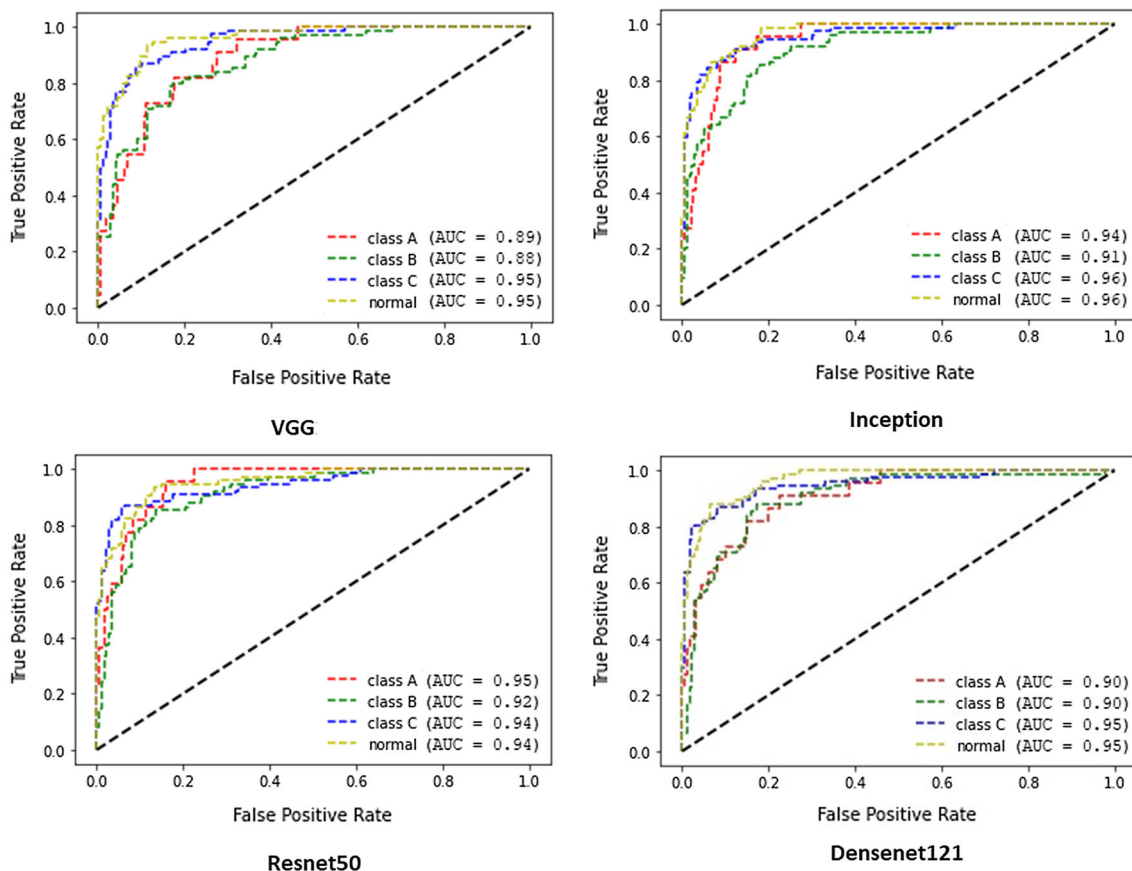 1.0
0.8
0.6
0.4
0.2
0.0
True Positive Rate
class A (AUC = 0.89)
class B (AUC = 0.88)
class C (AUC = 0.95)
normal (AUC = 0.95)
0.0 0.2 0.4 0.6 0.8 1.0
False Positive Rate
VGG
1.0
0.8
0.6
0.4
0.2
0.0
True Positive Rate
class A (AUC = 0.94)
class B (AUC = 0.91)
class C (AUC = 0.96)
normal (AUC = 0.96)
0.0 0.2 0.4 0.6 0.8 1.0
False Positive Rate
Inception
1.0
0.8
0.6
0.4
0.2
0.0
True Positive Rate
class A (AUC = 0.95)
class B (AUC = 0.92)
class C (AUC = 0.94)
normal (AUC = 0.94)
0.0 0.2 0.4 0.6 0.8 1.0
False Positive Rate
Resnet50
1.0
0.8
0.6
0.4
0.2
0.0
True Positive Rate
class A (AUC = 0.90)
class B (AUC = 0.90)
class C (AUC = 0.95)
normal (AUC = 0.95)
0.0 0.2 0.4 0.6 0.8 1.0
False Positive Rate
Densenet121